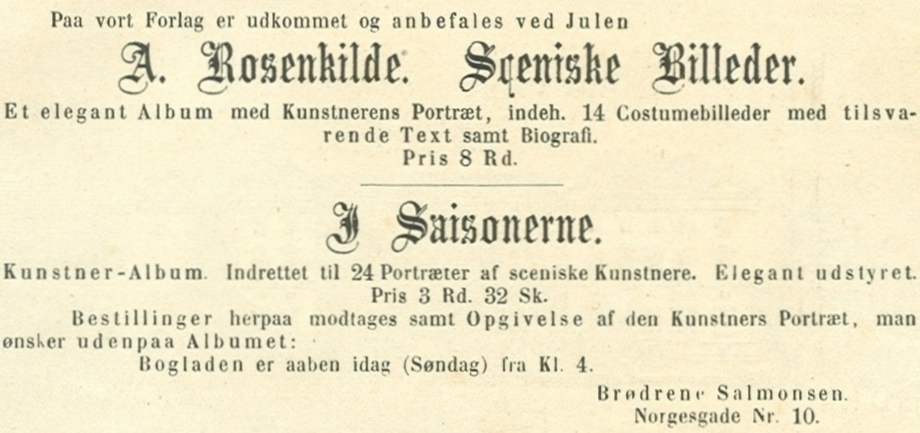 Paa vort Forlag er udkommet og anbefales ved Julen
A. Rosenkilde. Sceniske Billeder.
Et elegant Album med Kunstnerens Portræt, indeh. 14 Costumebilleder med tilsva-
rende Text samt Biografi.
Pris 8 Rd.
I Saisonerne.
Kunstner-Album. Indrettet til 24 Portræter af sceniske Kunstnere. Elegant udstyret.
Pris 3 Rd. 32 Sk.
Bestillinger herpaa modtages samt Opgivelse af den Kunstners Portræt, man
ønsker udenpaa Albumet:
Bogladen er aaben idag (Søndag) fra Kl. 4.
Brødrene Salmonsen.
Norgesgade Nr. 10.